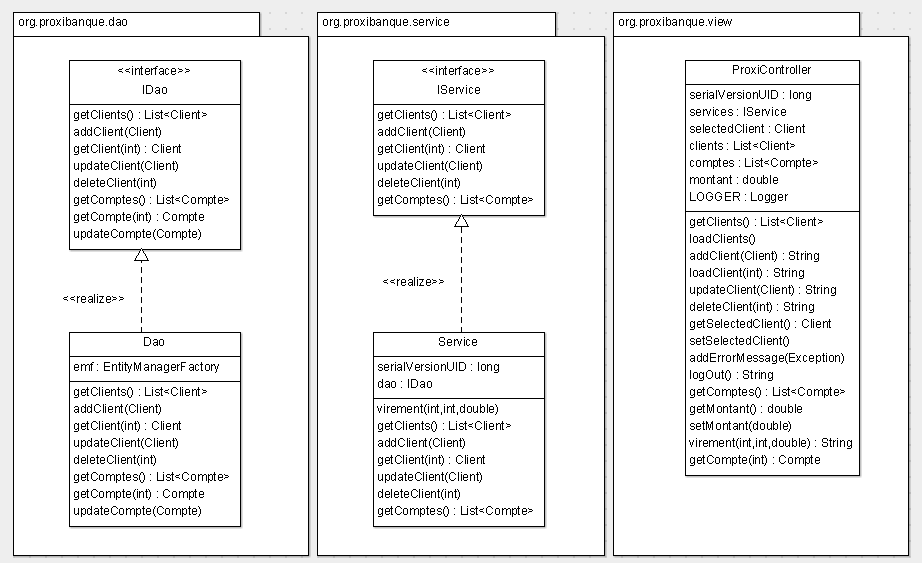 org.proxibanque.dao
<<interface>>
IDao
getClients() : List<Client>
addClient(Client)
getClient(int) : Client
updateClient(Client)
deleteClient(int)
getComptes() : List<Compte>
getCompte(int) : Compte
updateCompte(Compte)
<<realize>>
Dao
emf : EntityManagerFactory
getClients() : List<Client>
addClient(Client)
getClient(int) : Client
updateClient(Client)
deleteClient(int)
getComptes() : List<Compte>
getCompte(int) : Compte
updateCompte(Compte)
org.proxibanque.service
<<interface>>
IService
getClients() : List<Client>
addClient(Client)
getClient(int) : Client
updateClient(Client)
deleteClient(int)
getComptes() : List<Compte>
<<realize>>
Service
serialVersionUID : long
dao : IDao
virement(int,int,double)
getClients() : List<Client>
addClient(Client)
getClient(int) : Client
updateClient(Client)
deleteClient(int)
getComptes() : List<Compte>
org.proxibanque.view
ProxiController
serialVersionUID : long
services : IService
selectedClient : Client
clients : List<Client>
comptes : List<Compte>
montant : double
LOGGER : Logger
getClients() : List<Client>
loadClients()
addClient(Client) : String
loadClient(int) : String
updateClient(Client) : String
deleteClient(int) : String
getSelectedClient() : Client
setSelectedClient()
addErrorMessage(Exception)
logOut() : String
getComptes() : List<Compte>
getMontant() : double
setMontant(double)
virement(int,int,double) : String
getCompte(int) : Compte